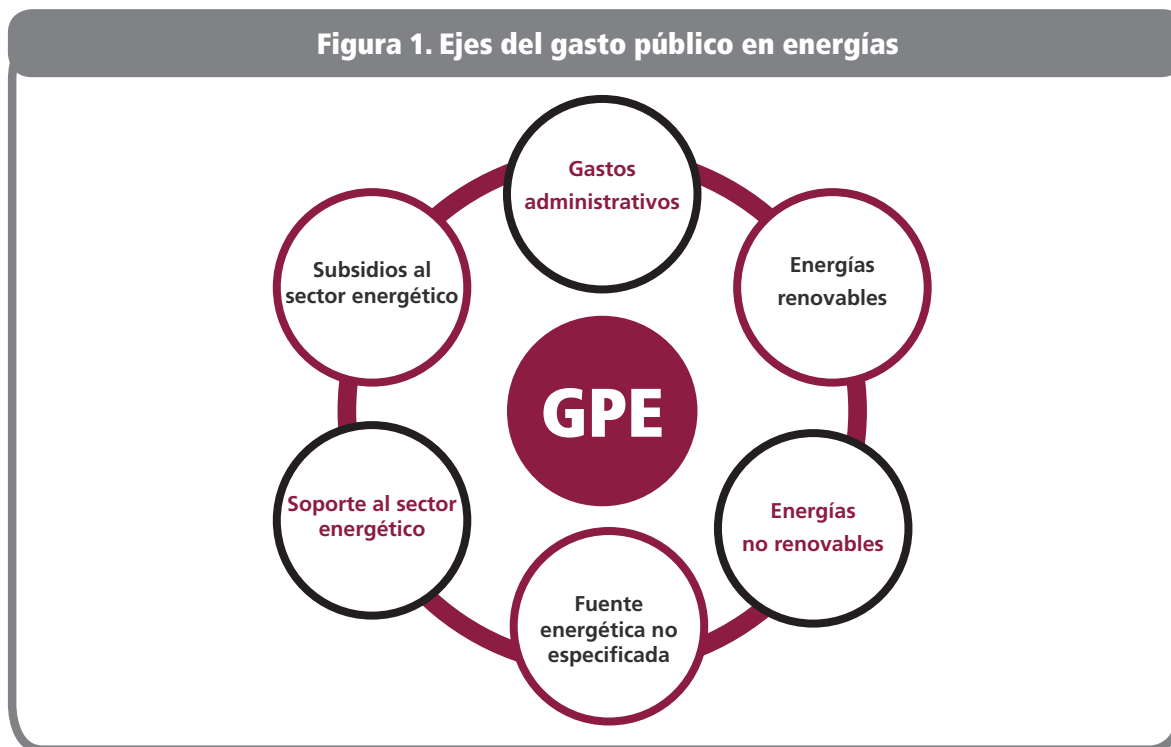 Figura 1. Ejes del gasto público en energías
Gastos
administrativos
Energías
renovables
Energías
no renovables
Fuente
energética no
especificada
Soporte al sector
energético
Subsidios al
sector energético
GPE